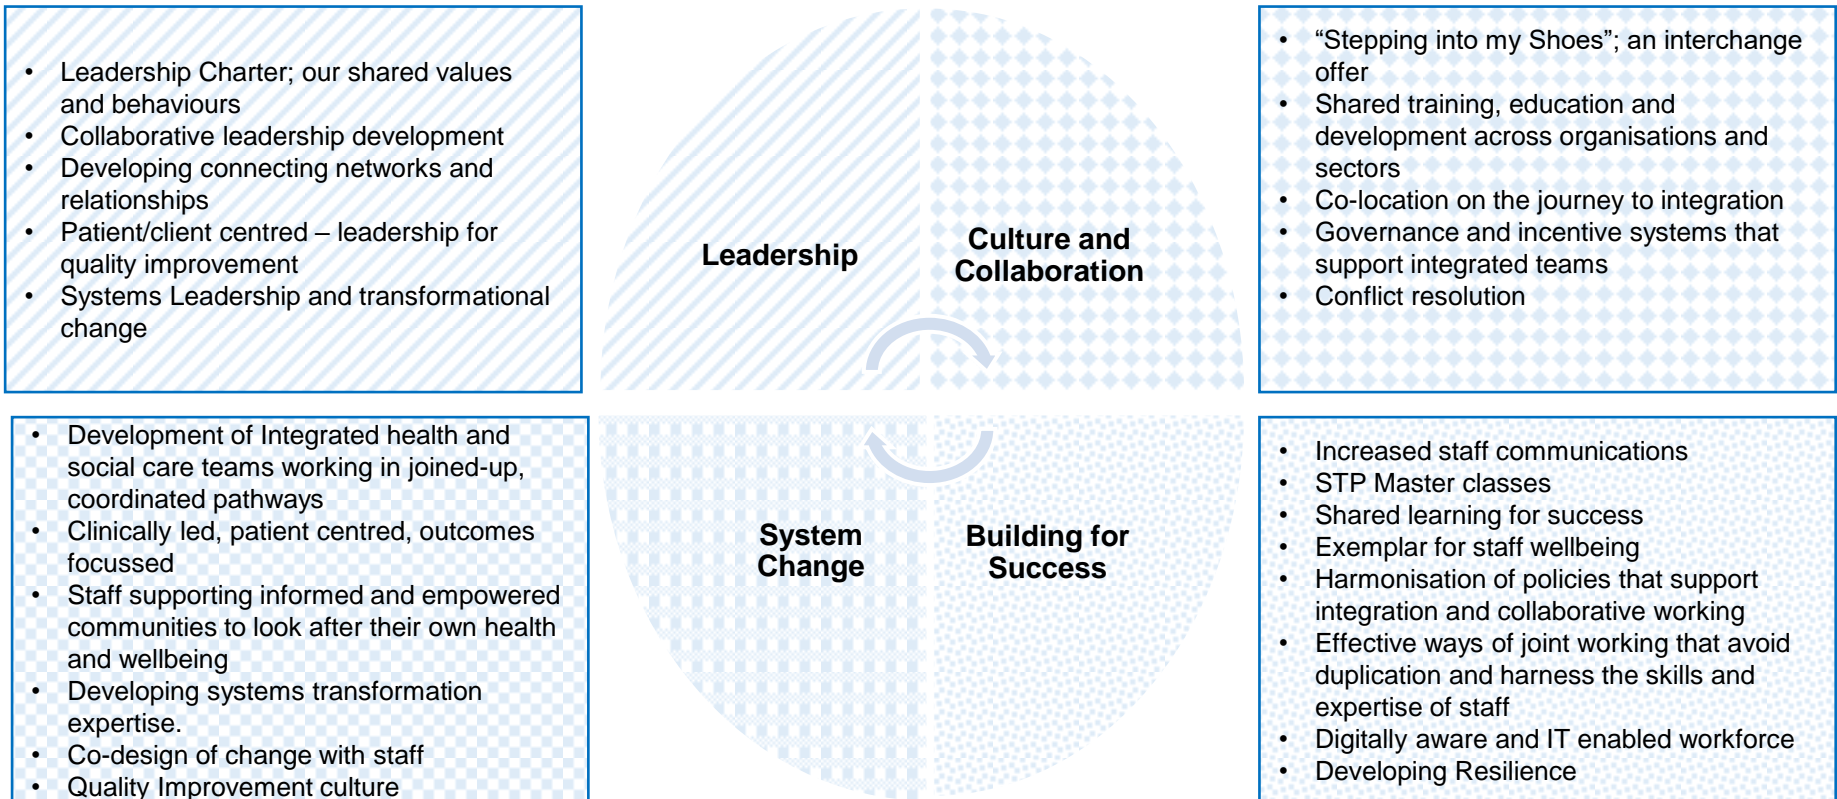 • Leadership Charter; our shared values
and behaviours
• Collaborative leadership development
• Developing connecting networks and
relationships
• Patient/client centred – leadership for
quality improvement
• Systems Leadership and transformational
change
Leadership
Culture and
Collaboration
• “Stepping into my Shoes”; an interchange
offer
• Shared training, education and
development across organisations and
sectors
• Co-location on the journey to integration
• Governance and incentive systems that
support integrated teams
• Conflict resolution
• Development of Integrated health and
social care teams working in joined-up,
coordinated pathways
• Clinically led, patient centred, outcomes
focussed
• Staff supporting informed and empowered
communities to look after their own health
and wellbeing
• Developing systems transformation
expertise.
• Co-design of change with staff
• Quality Improvement culture
System
Change
Building for
Success
• Increased staff communications
• STP Master classes
• Shared learning for success
• Exemplar for staff wellbeing
• Harmonisation of policies that support
integration and collaborative working
• Effective ways of joint working that avoid
duplication and harness the skills and
expertise of staff
• Digitally aware and IT enabled workforce
• Developing Resilience